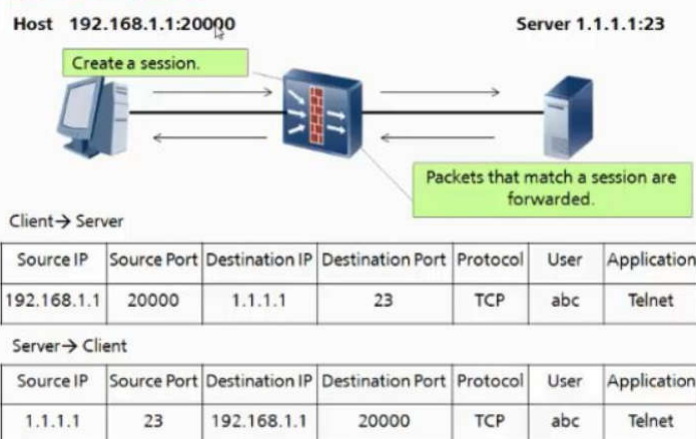 Host 192.168.1.1:20000 Server 1.1.1.1:23
Create a session.
Packets that match a session are
forwarded.
Client→ Server
Source IP Source Port Destination IP Destination Port Protocol User Application
192.168.1.1 20000 1.1.1.1 23 TCP abc Telnet
Server→ Client
Source IP Source Port Destination IP Destination Port Protocol User Application
1.1.1.1 23 192.168.1.1 20000 TCP abc Telnet